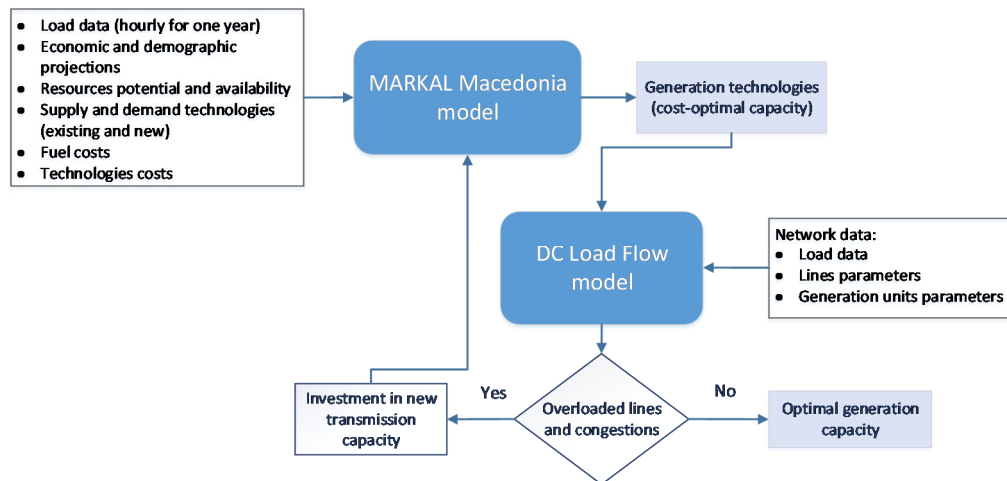 ● Load data (hourly for one year)
● Economic and demographic
projections
● Resources potential and availability
● Supply and demand technologies
(existing and new)
● Fuel costs
● Technologies costs
MARKAL Macedonia
model
Generation technologies
(cost-optimal capacity)
DC Load Flow
model
Network data:
● Load data
● Lines parameters
● Generation units parameters
Investment in new
transmission
capacity
Yes
Overloaded lines
and congestions
No
Optimal generation
capacity